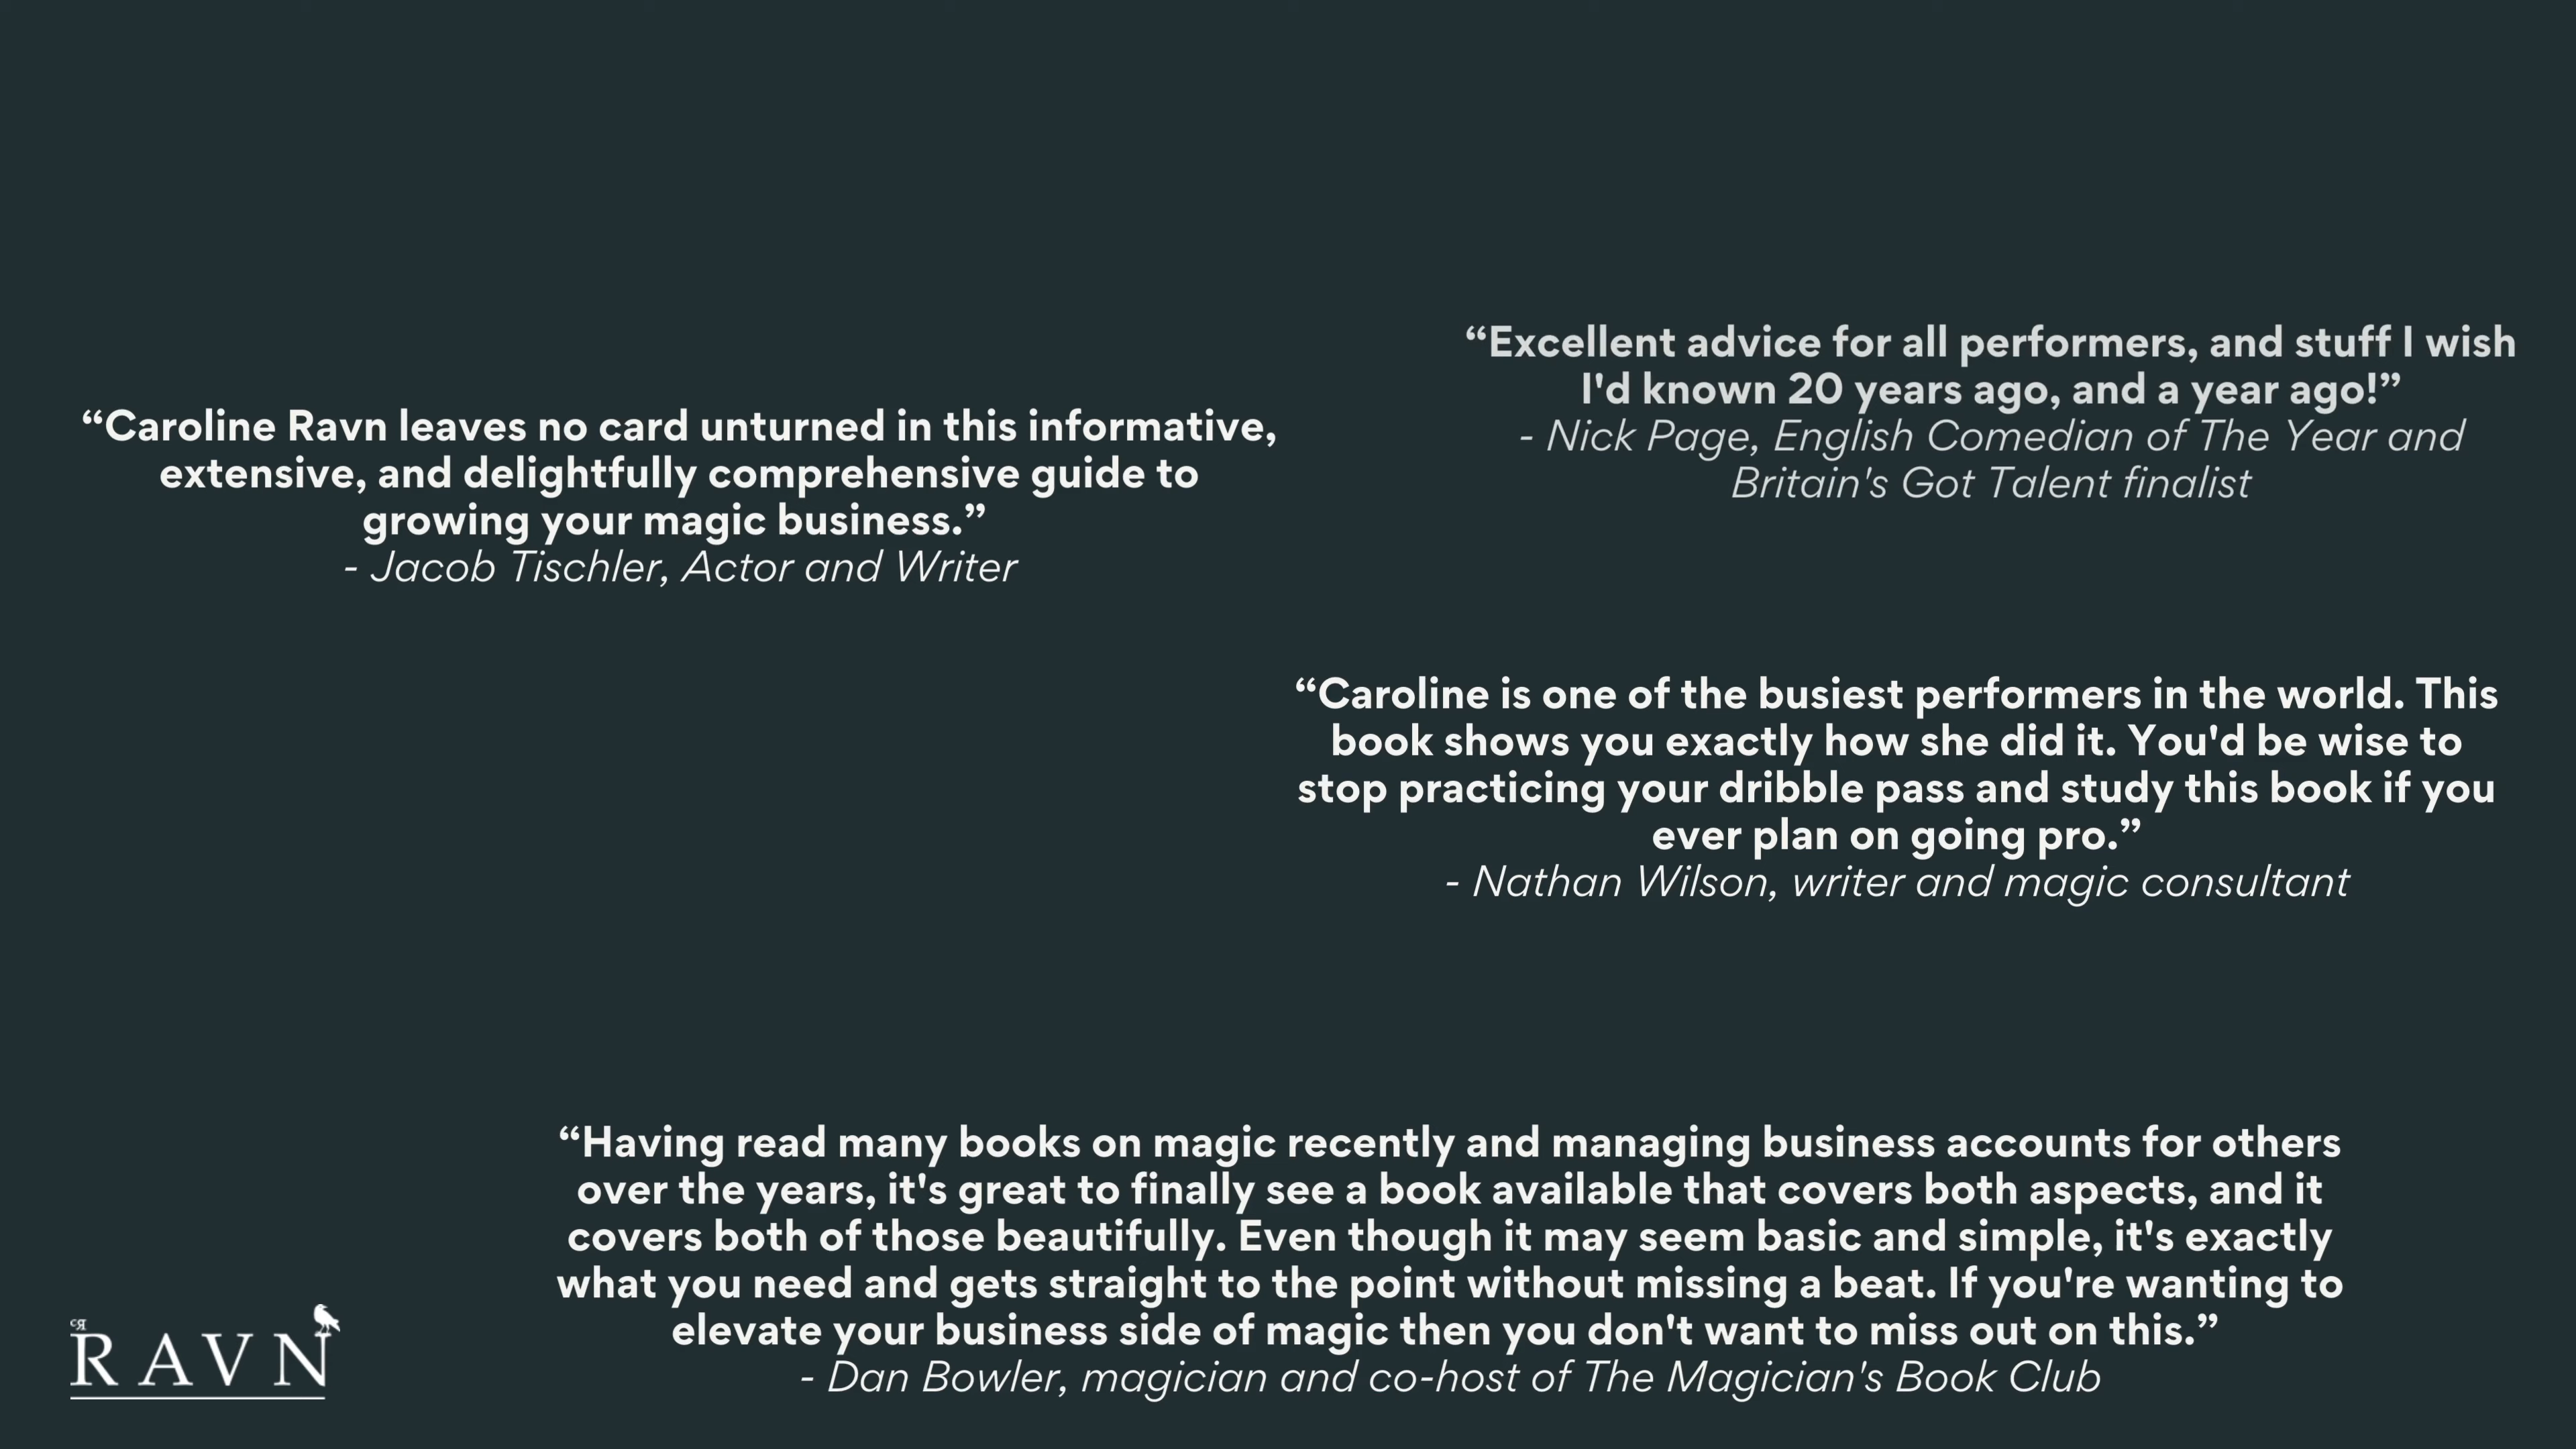 “Caroline Ravn leaves no card unturned in this informative,
extensive, and delightfully comprehensive guide to
growing your magic business.”
- Jacob Tischler, Actor and Writer
“Excellent advice for all performers, and stuff I wish
I'd known 20 years ago, and a year ago!”
- Nick Page, English Comedian of The Year and
Britain's Got Talent finalist
“Caroline is one of the busiest performers in the world. This
book shows you exactly how she did it. You'd be wise to
stop practicing your dribble pass and study this book if you
ever plan on going pro.”
- Nathan Wilson, writer and magic consultant
“Having read many books on magic recently and managing business accounts for others
over the years, it's great to finally see a book available that covers both aspects, and it
covers both of those beautifully. Even though it may seem basic and simple, it's exactly
what you need and gets straight to the point without missing a beat. If you're wanting to
elevate your business side of magic then you don't want to miss out on this.”
- Dan Bowler, magician and co-host of The Magician's Book Club
RAVN